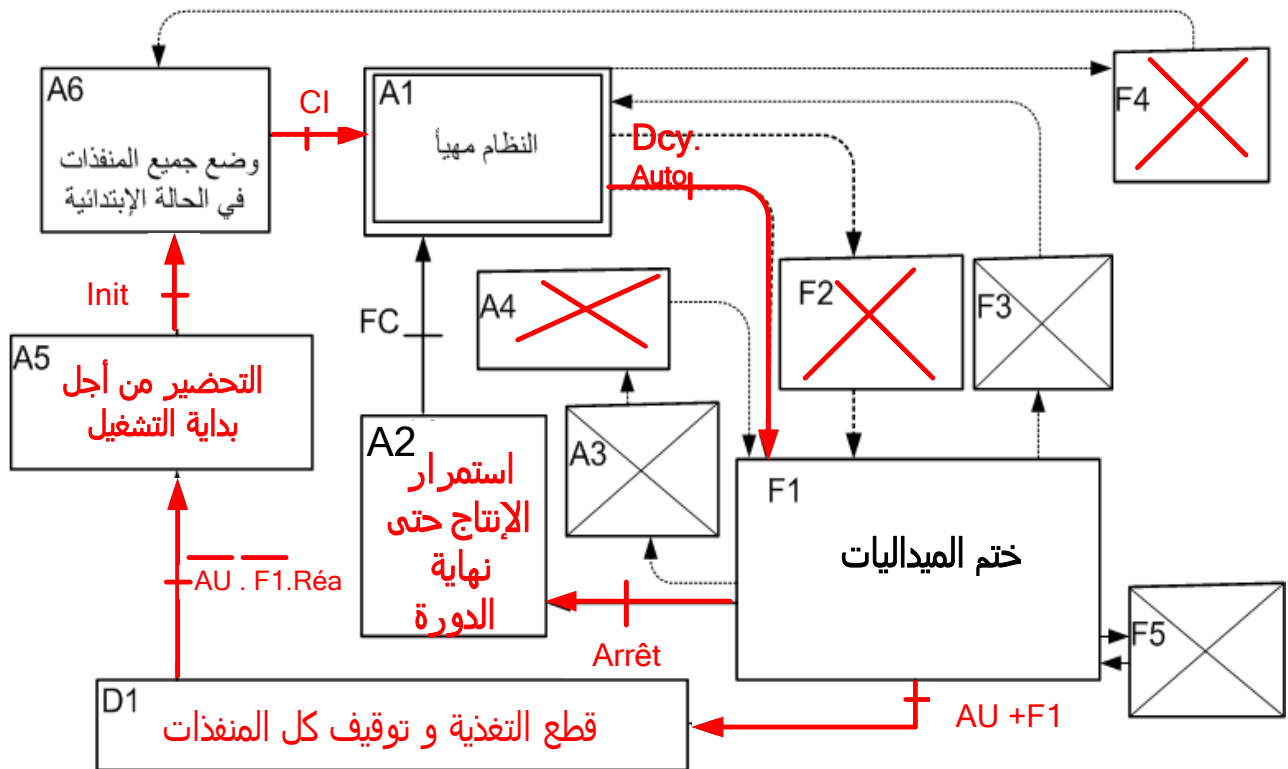 A6
وضع جميع المنفذات
في الحالة الإبتدائية
CI
A1
النظام مهيأ
F4
Dcy.
Auto
Init
FC
A4
F2
F3
A5
التحضير من أجل
بداية التشغيل
A2
استمرار
الإنتاج حتى
نهاية
الدورة
A3
F1
ختم الميداليات
A̅U̅ . F̅1̅.Réa
Arrêt
F5
D1
قطع التغذية و توقيف كل المنفذات
AU +F1